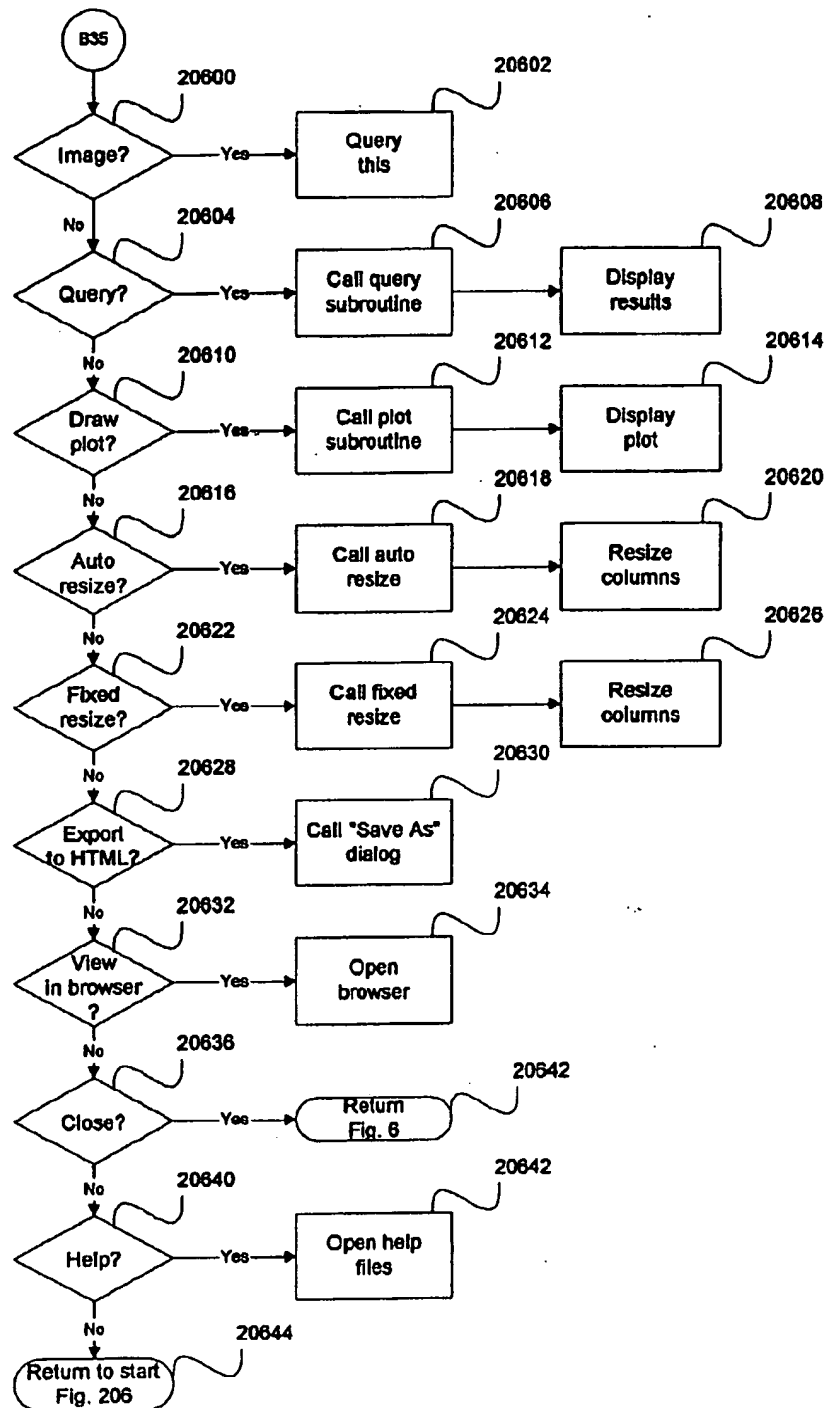 B35
20600
20602
Image?
Yes
Query
this
No
20604
20606
20608
Query?
Yes
Call query
subroutine
Display
results
No
20610
20612
20614
Draw
plot?
Yes
Call plot
subroutine
Display
plot
No
20616
20618
20620
Auto
resize?
Yes
Call auto
resize
Resize
columns
No
20622
20624
20626
Fixed
resize?
Yes
Call fixed
resize
Resize
columns
No
20628
20630
Export
to HTML?
Yes
Call "Save As"
dialog
No
20632
20634
View
in browser
?
Yes
Open
browser
No
20636
20642
Close?
Yes
Return
Fig. 6
No
20640
20642
Help?
Yes
Open help
files
No
20644
Return to start
Fig. 206